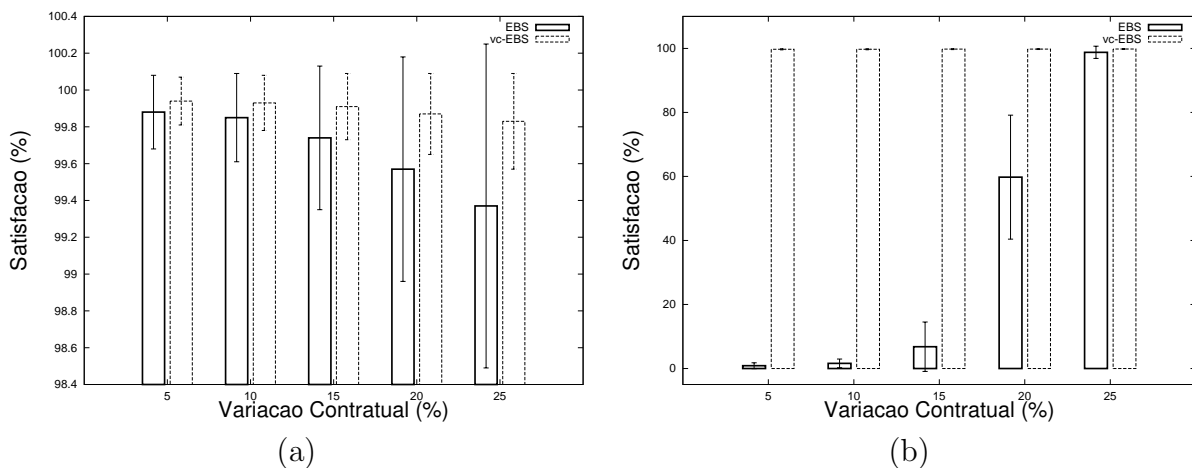 100.4
100.2
100
99.8
99.6
99.4
99.2
99
98.8
98.6
98.4
5
10
15
20
25
Satisfacao (%)
Variacao Contratual (%)
EBS
vc-EBS
(a)
100
80
60
40
20
0
5
10
15
20
25
Satisfacao (%)
Variacao Contratual (%)
EBS
vc-EBS
(b)